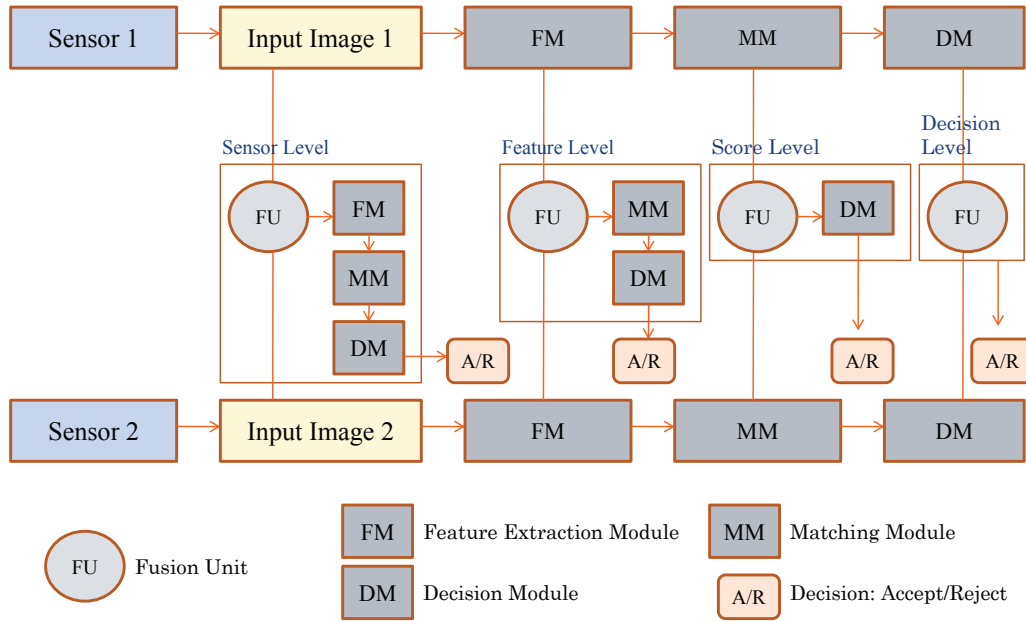 Sensor 1
Input Image 1
FM
MM
DM
Sensor Level
Feature Level
Score Level
Decision
Level
FU
FM
MM
DM
A/R
FU
MM
DM
A/R
FU
DM
A/R
FU
A/R
Sensor 2
Input Image 2
FM
MM
DM
FU
Fusion Unit
FM
Feature Extraction Module
MM
Matching Module
DM
Decision Module
A/R
Decision: Accept/Reject